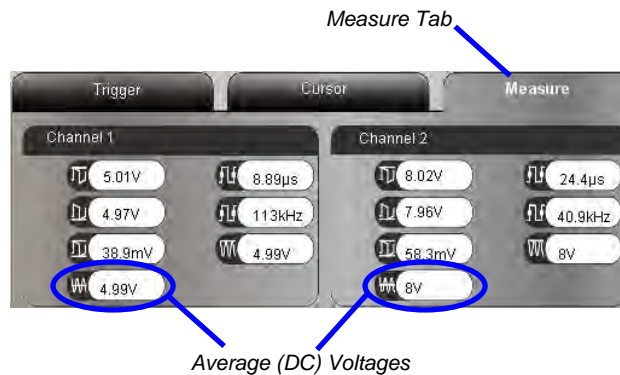 Measure Tab
Trigger Cursor Measure
Channel 1 Channel 2
5.01V 8.89µs 8.02V 24.4µs
4.97V 113kHz 7.96V 40.9kHz
38.9mV 4.99V 58.3mV 8V
4.99V 8V
Average (DC) Voltages